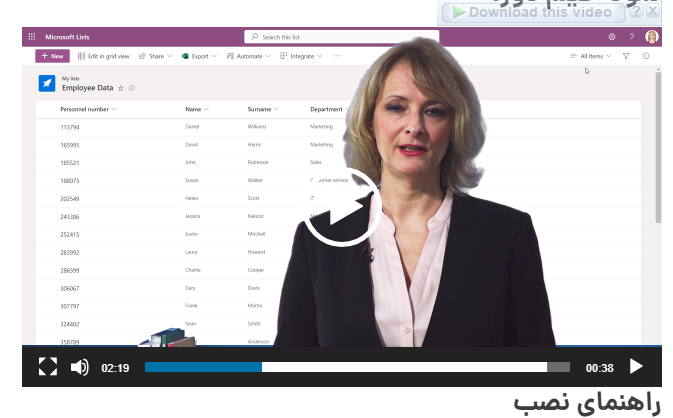 Download this video
Microsoft Lists
Search this list
+ New
Edit in grid view
Share
Export
Automate
Integrate
All Items
My lists
Employee Data
Personnel number
Name
Surname
Department
113794 Daniel Williams Marketing
165995 David Harris Marketing
185521 John Robinson Sales
188075 Susan Walker
202549 Helen Scott IT
243386 Jessica Nelson
252415 Justin Mitchell
283992 Laura Howard
286599 Charlie Cooper
306067 Gary Davis
307797 Frank Martin
324402 Sean Smith
358789 Anderson
02:19
00:38
راهنمای نصب